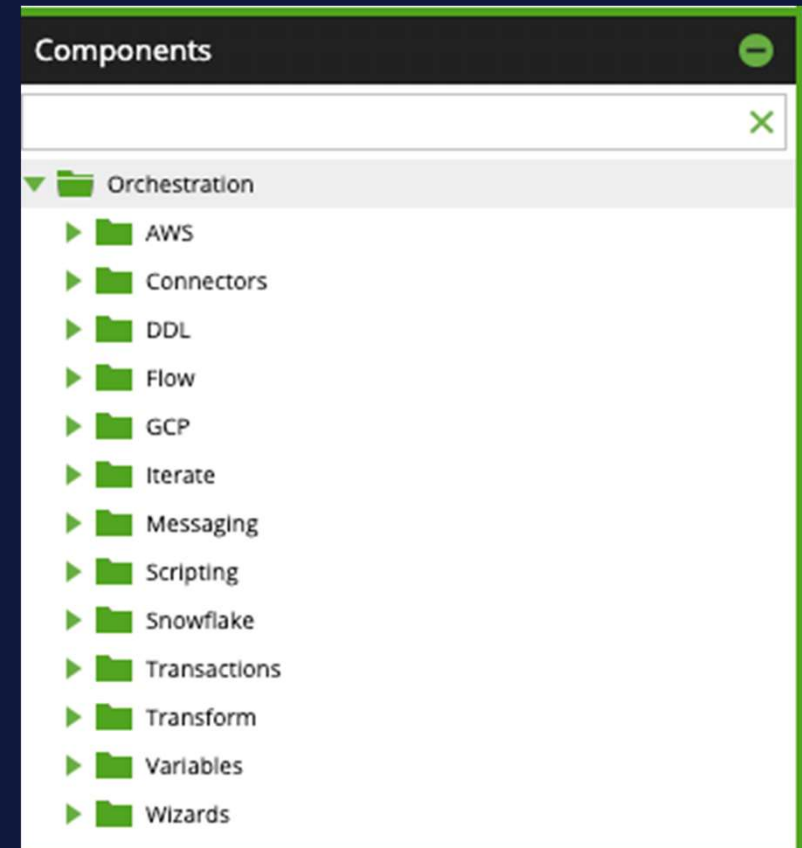 Components
Orchestration
AWS
Connectors
DDL
Flow
GCP
Iterate
Messaging
Scripting
Snowflake
Transactions
Transform
Variables
Wizards